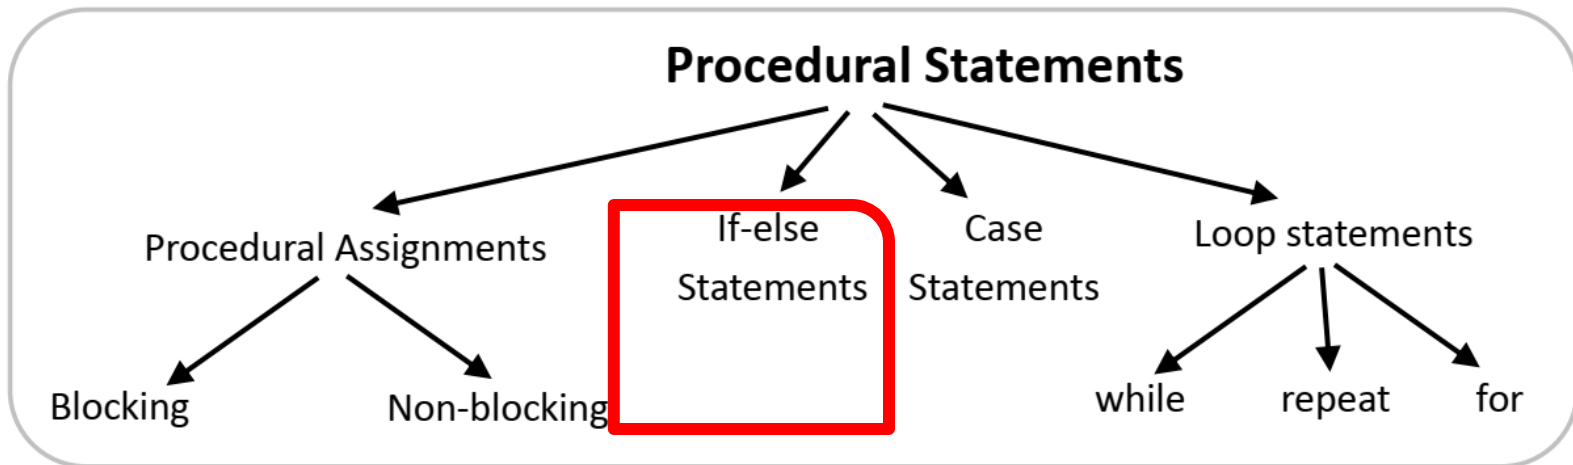 Procedural Statements
Procedural Assignments
If-else
Statements
Case
Statements
Loop statements
Blocking
Non-blocking
while
repeat
for